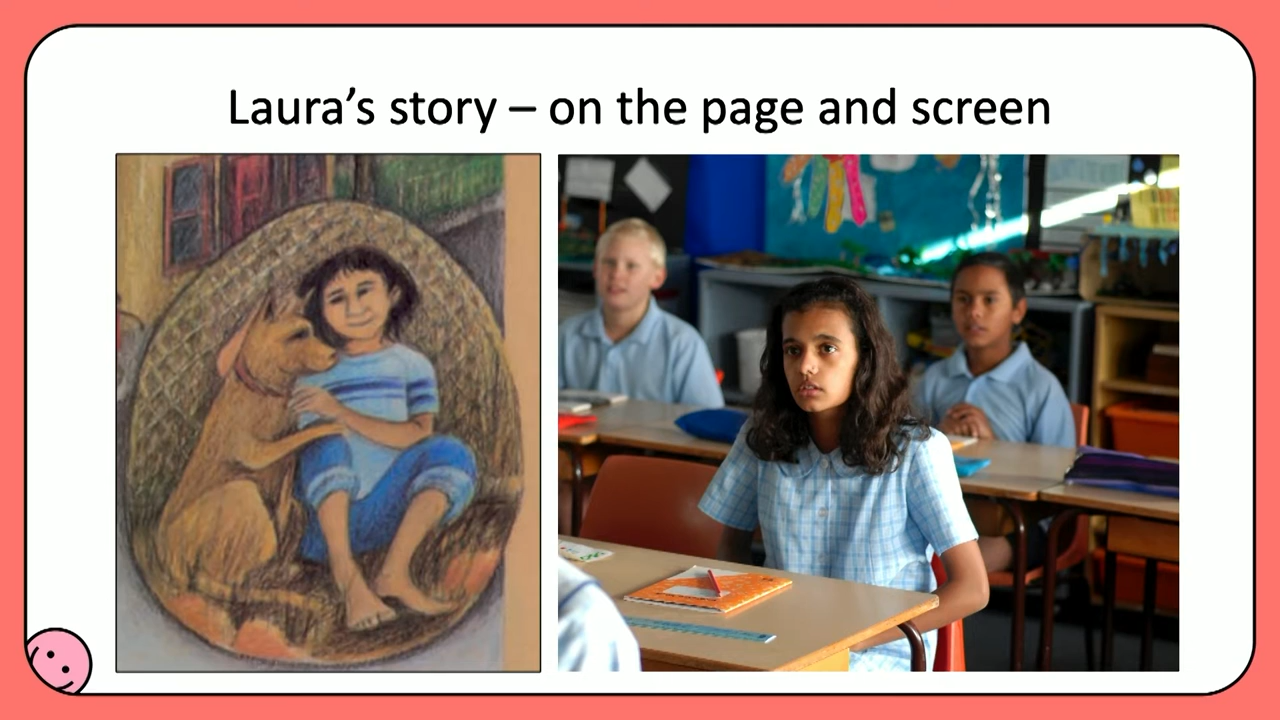 Laura’s story – on the page and screen